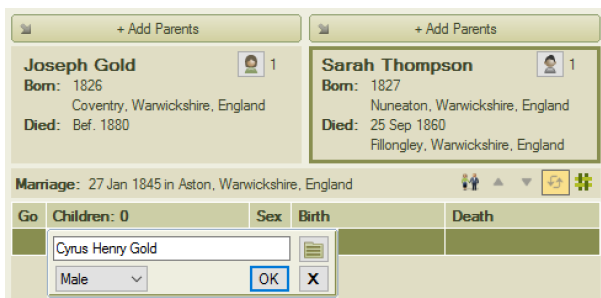 + Add Parents
+ Add Parents
Joseph Gold 1
Born: 1826
Coventry, Warwickshire, England
Died: Bef. 1880
Sarah Thompson 1
Born: 1827
Nuneaton, Warwickshire, England
Died: 25 Sep 1860
Fillongley, Warwickshire, England
Marriage: 27 Jan 1845 in Aston, Warwickshire, England
Go Children: 0 Sex Birth Death
Cyrus Henry Gold
Male OK X